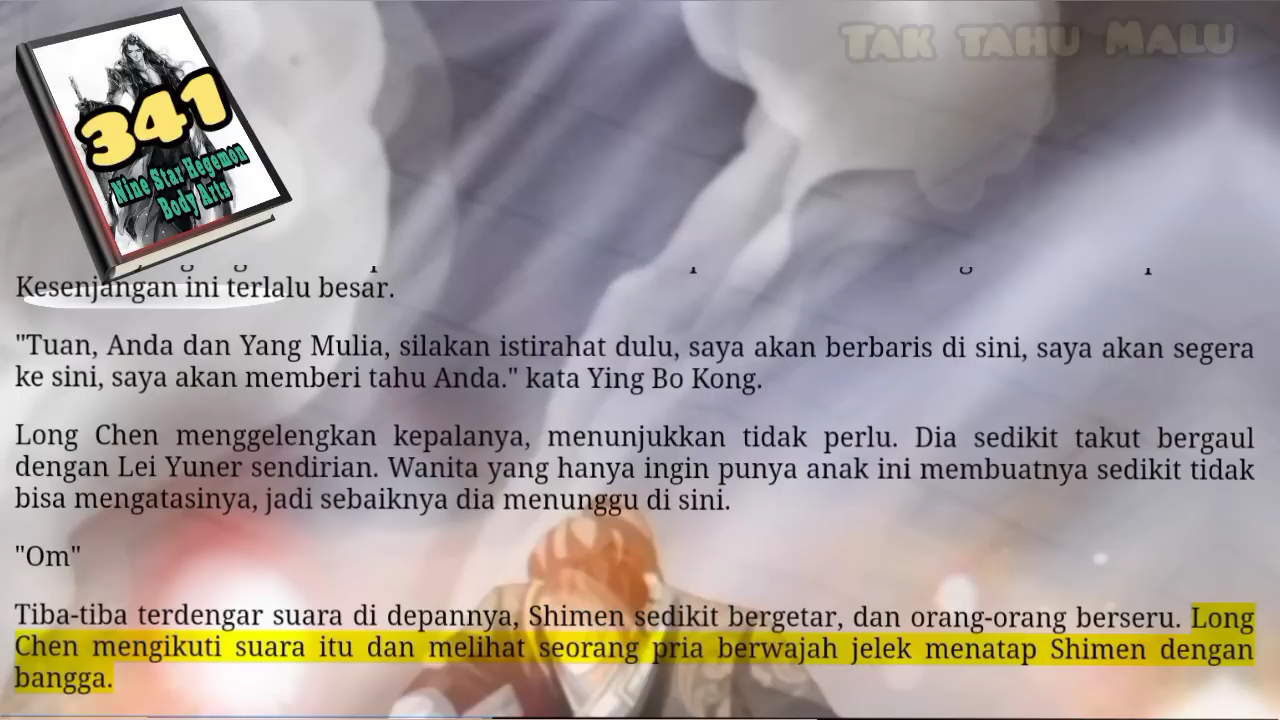 TAK TAHU MALU
341
Nine Star Hegemon
Body Arts
Kesenjangan ini terlalu besar.
"Tuan, Anda dan Yang Mulia, silakan istirahat dulu, saya akan berbaris di sini, saya akan segera
ke sini, saya akan memberi tahu Anda." kata Ying Bo Kong.
Long Chen menggelengkan kepalanya, menunjukkan tidak perlu. Dia sedikit takut bergaul
dengan Lei Yuner sendirian. Wanita yang hanya ingin punya anak ini membuatnya sedikit tidak
bisa mengatasinya, jadi sebaiknya dia menunggu di sini.
"Om"
Tiba-tiba terdengar suara di depannya, Shimen sedikit bergetar, dan orang-orang berseru. Long
Chen mengikuti suara itu dan melihat seorang pria berwajah jelek menatap Shimen dengan
bangga.